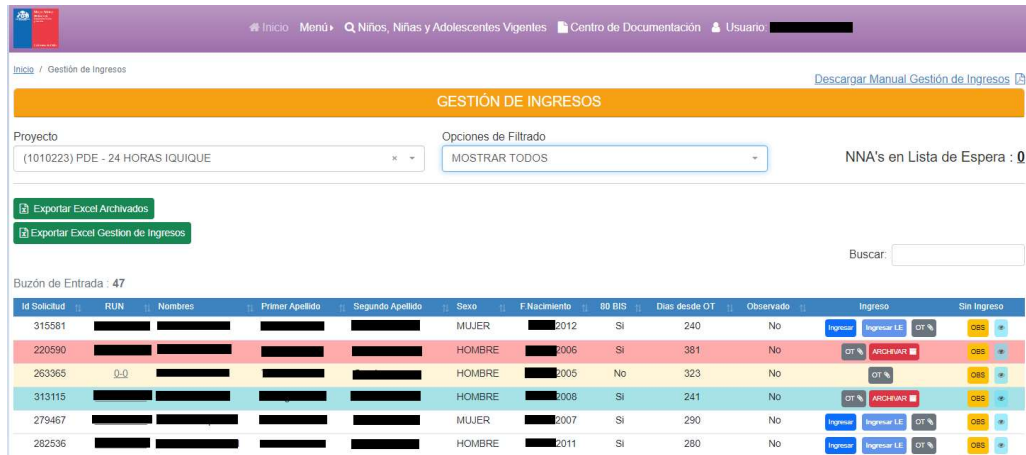 Inicio Menú Niños, Niñas y Adolescentes Vigentes Centro de Documentación Usuario:
Inicio / Gestión de Ingresos
Descargar Manual Gestión de Ingresos
GESTIÓN DE INGRESOS
Proyecto Opciones de Filtrado
(1010223) PDE - 24 HORAS IQUIQUE × MOSTRAR TODOS NNA's en Lista de Espera : 0
Exportar Excel Archivados
Exportar Excel Gestion de Ingresos
Buscar:
Buzón de Entrada : 47
Id Solicitud RUN Nombres Primer Apellido Segundo Apellido Sexo F.Nacimiento 80 BIS Dias desde OT Observado Ingreso Sin Ingreso
315581 MUJER 2012 Si 240 No Ingresar Ingresar LE OT OBS
220590 HOMBRE 2006 Si 381 No OT ARCHIVAR OBS
263365 0-0 HOMBRE 2005 No 323 No OT OBS
313115 HOMBRE 2008 Si 241 No OT ARCHIVAR OBS
279467 MUJER 2007 Si 290 No Ingresar Ingresar LE OT OBS
282536 HOMBRE 2011 Si 280 No Ingresar Ingresar LE OT OBS